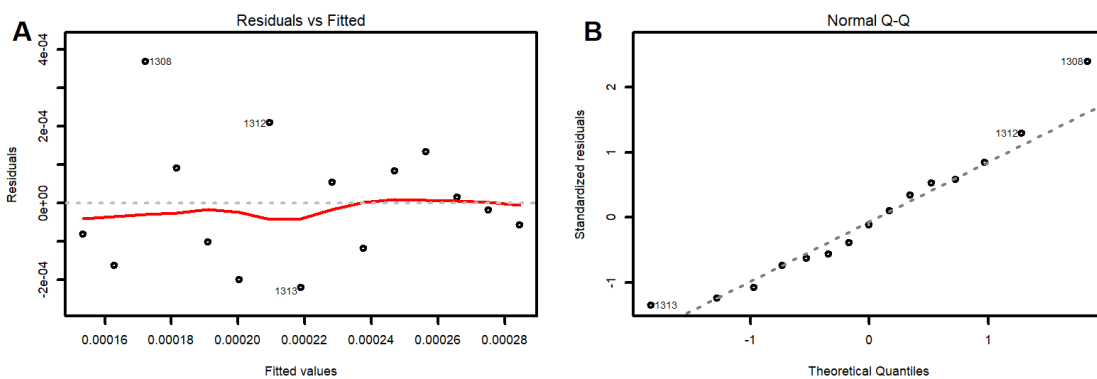 A
Residuals vs Fitted
Residuals
4e-04
2e-04
0e+00
-2e-04
1308
1312
1313
0.00016
0.00018
0.00020
0.00022
0.00024
0.00026
0.00028
Fitted values
B
Normal Q-Q
Standardized residuals
2
1
0
-1
1308
1312
1313
-1
0
1
Theoretical Quantiles